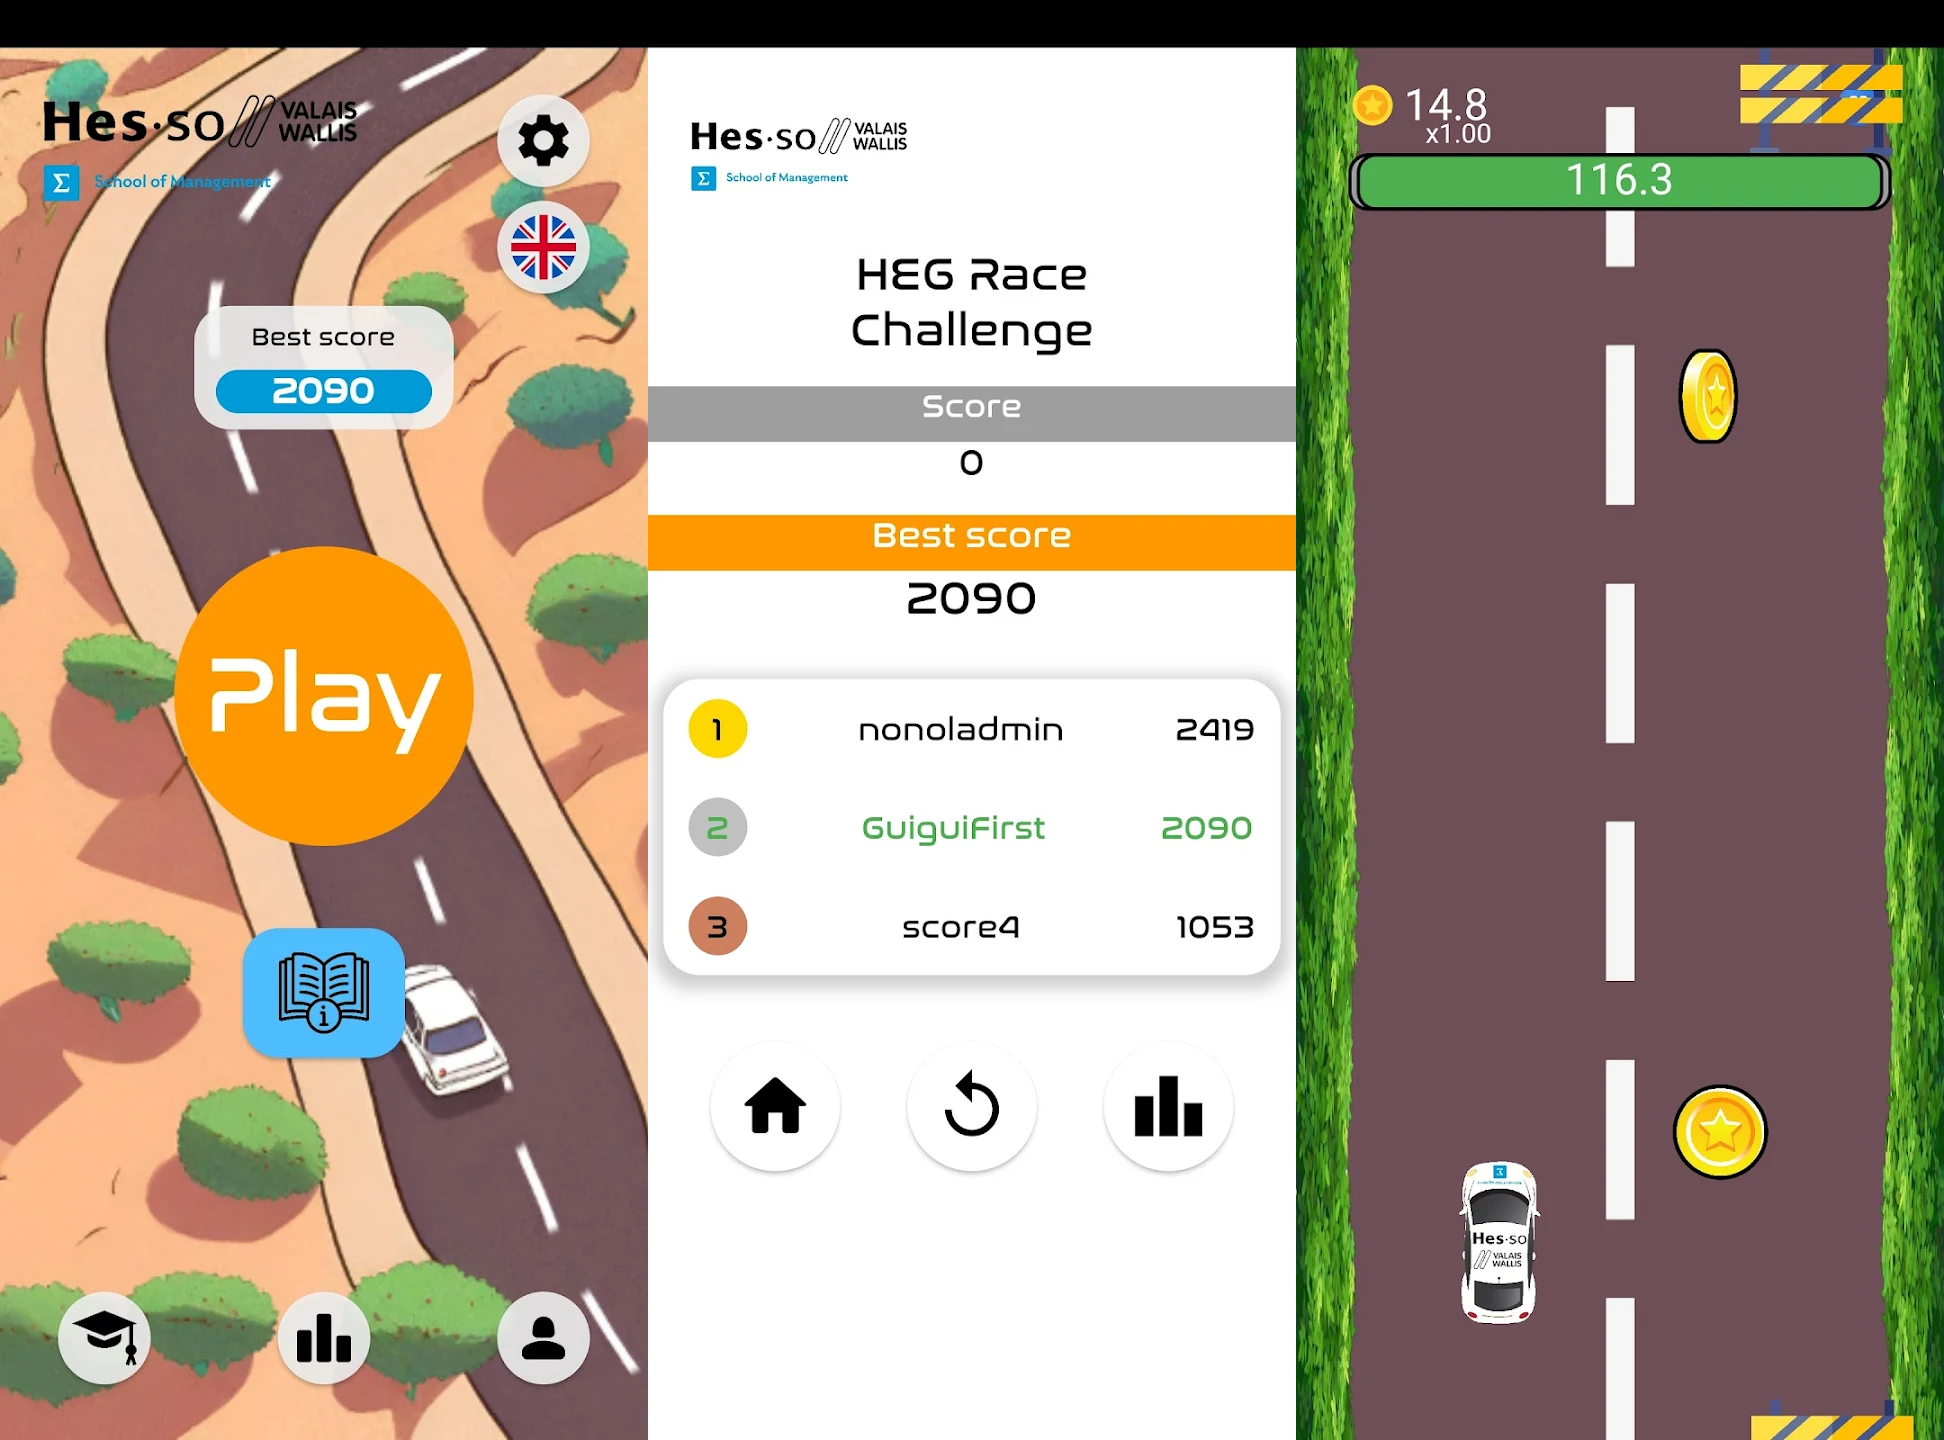 Hes·so VALAIS
WALLIS
Σ School of Management
Best score
2090
Play
i
Hes·so VALAIS
WALLIS
Σ School of Management
HEG Race
Challenge
Score
0
Best score
2090
1 nonoladmin 2419
2 GuiguiFirst 2090
3 score4 1053
14.8
x1.00
116.3
Σ
Hes·so
VALAIS
WALLIS